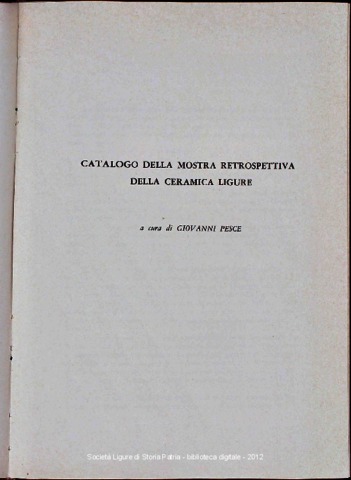 CATALOGO DELLA MOSTRA RETROSPETTIVA
DELLA CERAMICA LIGURE
a cura di GIOVANNI PESCE
Società Ligure di Storia Patria - biblioteca digitale - 2012